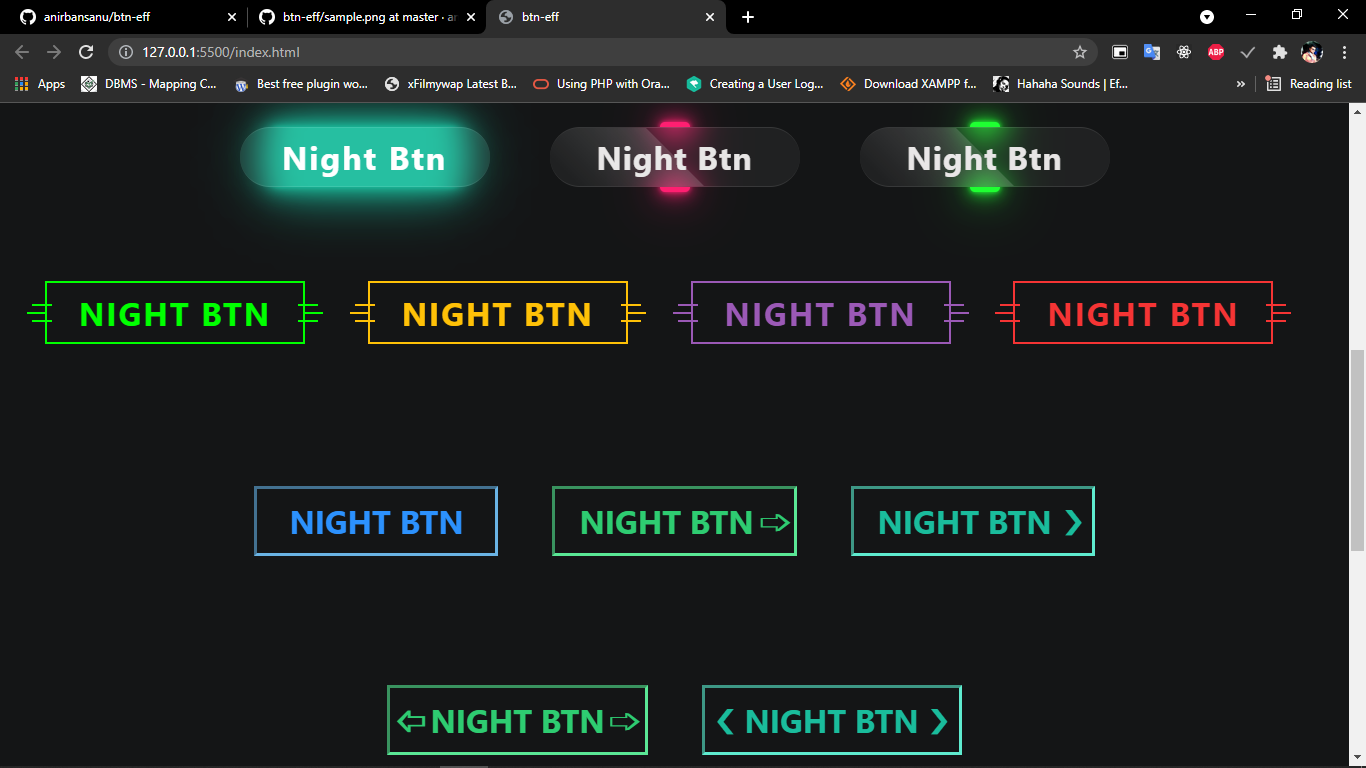 anirbansanu/btn-eff
btn-eff/sample.png at master · an
btn-eff
127.0.0.1:5500/index.html
ABP
Apps
DBMS - Mapping C...
Best free plugin wo...
xFilmywap Latest B...
Using PHP with Ora...
Creating a User Log...
Download XAMPP f...
Hahaha Sounds | Ef...
»
Reading list
Night Btn
Night Btn
Night Btn
NIGHT BTN
NIGHT BTN
NIGHT BTN
NIGHT BTN
NIGHT BTN
NIGHT BTN ➩
NIGHT BTN ❯
⇦ NIGHT BTN ➩
❮ NIGHT BTN ❯